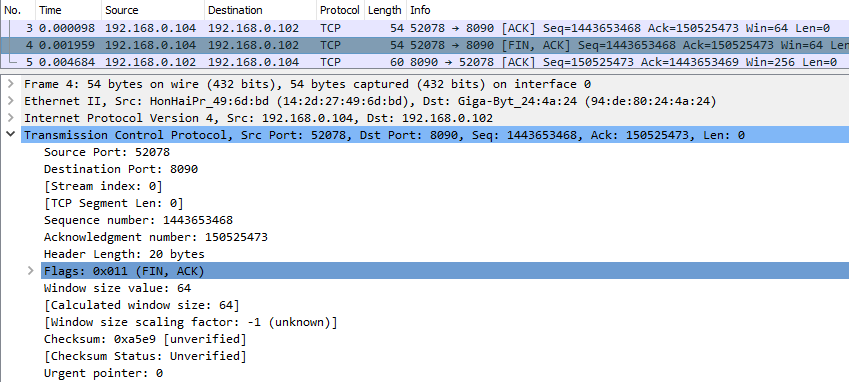 No. Time Source Destination Protocol Length Info
3 0.000098 192.168.0.104 192.168.0.102 TCP 54 52078 → 8090 [ACK] Seq=1443653468 Ack=150525473 Win=64 Len=0
4 0.001959 192.168.0.104 192.168.0.102 TCP 54 52078 → 8090 [FIN, ACK] Seq=1443653468 Ack=150525473 Win=64 Len=
5 0.004684 192.168.0.102 192.168.0.104 TCP 60 8090 → 52078 [ACK] Seq=150525473 Ack=1443653469 Win=256 Len=0
Frame 4: 54 bytes on wire (432 bits), 54 bytes captured (432 bits) on interface 0
Ethernet II, Src: HonHaiPr_49:6d:bd (14:2d:27:49:6d:bd), Dst: Giga-Byt_24:4a:24 (94:de:80:24:4a:24)
Internet Protocol Version 4, Src: 192.168.0.104, Dst: 192.168.0.102
Transmission Control Protocol, Src Port: 52078, Dst Port: 8090, Seq: 1443653468, Ack: 150525473, Len: 0
Source Port: 52078
Destination Port: 8090
[Stream index: 0]
[TCP Segment Len: 0]
Sequence number: 1443653468
Acknowledgment number: 150525473
Header Length: 20 bytes
Flags: 0x011 (FIN, ACK)
Window size value: 64
[Calculated window size: 64]
[Window size scaling factor: -1 (unknown)]
Checksum: 0xa5e9 [unverified]
[Checksum Status: Unverified]
Urgent pointer: 0